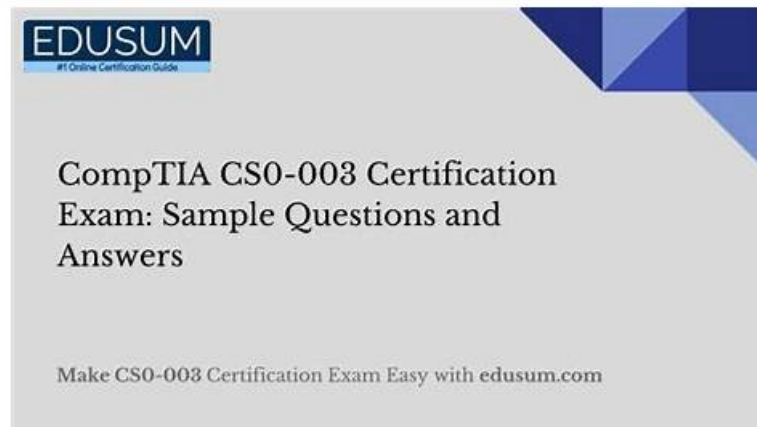 EDUSUM
#1 Online Certification Guide
CompTIA CS0-003 Certification
Exam: Sample Questions and
Answers
Make CS0-003 Certification Exam Easy with edusum.com